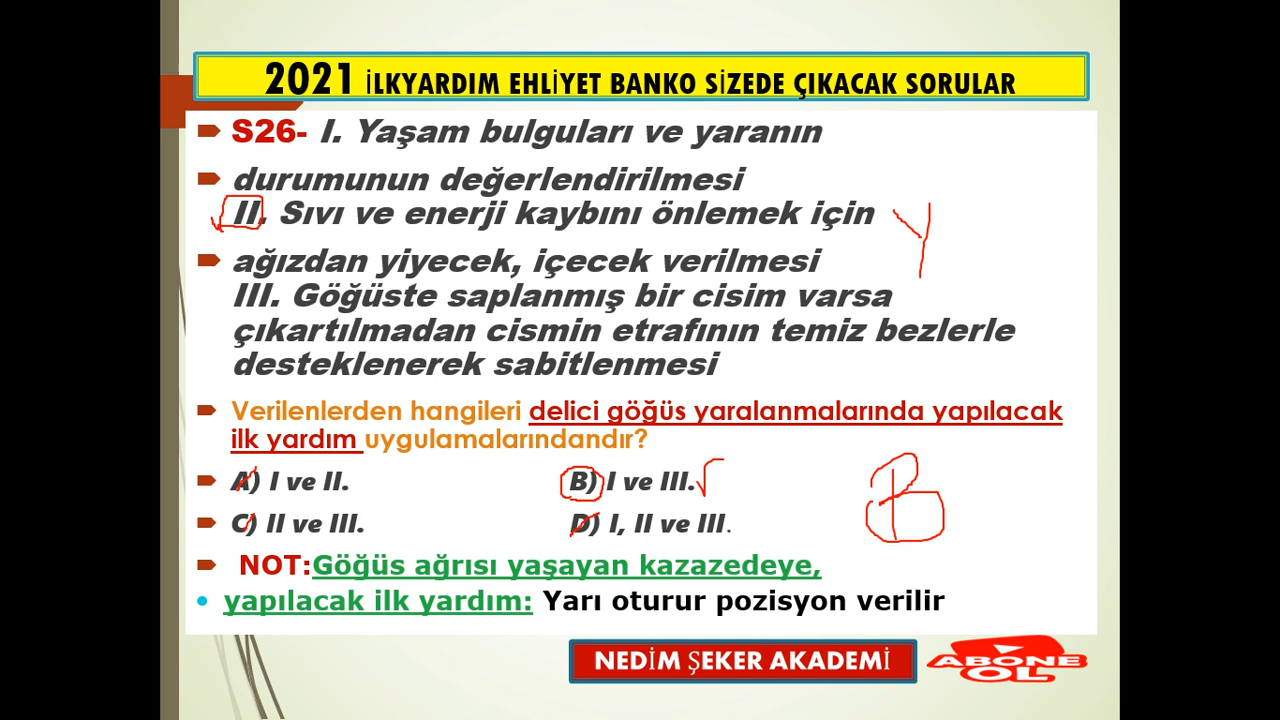 2021 İLKYARDIM EHLİYET BANKO SİZEDE ÇIKACAK SORULAR
S26- I. Yaşam bulguları ve yaranın
durumunun değerlendirilmesi
II. Sıvı ve enerji kaybını önlemek için
Y
ağızdan yiyecek, içecek verilmesi
III. Göğüste saplanmış bir cisim varsa
çıkartılmadan cismin etrafının temiz bezlerle
desteklenerek sabitlenmesi
Verilenlerden hangileri delici göğüs yaralanmalarında yapılacak
ilk yardım uygulamalarındandır?
A) I ve II. B) I ve III.
C) II ve III. D) I, II ve III.
B
NOT:Göğüs ağrısı yaşayan kazazedeye,
yapılacak ilk yardım: Yarı oturur pozisyon verilir
NEDİM ŞEKER AKADEMİ
ABONE
OL